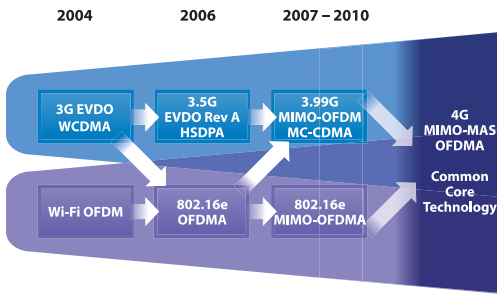 2004
2006
2007 – 2010
3G EVDO
WCDMA
3.5G
EVDO Rev A
HSDPA
3.99G
MIMO-OFDM
MC-CDMA
4G
MIMO-MAS
OFDMA
Common
Core
Technology
Wi-Fi OFDM
802.16e
OFDMA
802.16e
MIMO-OFDMA